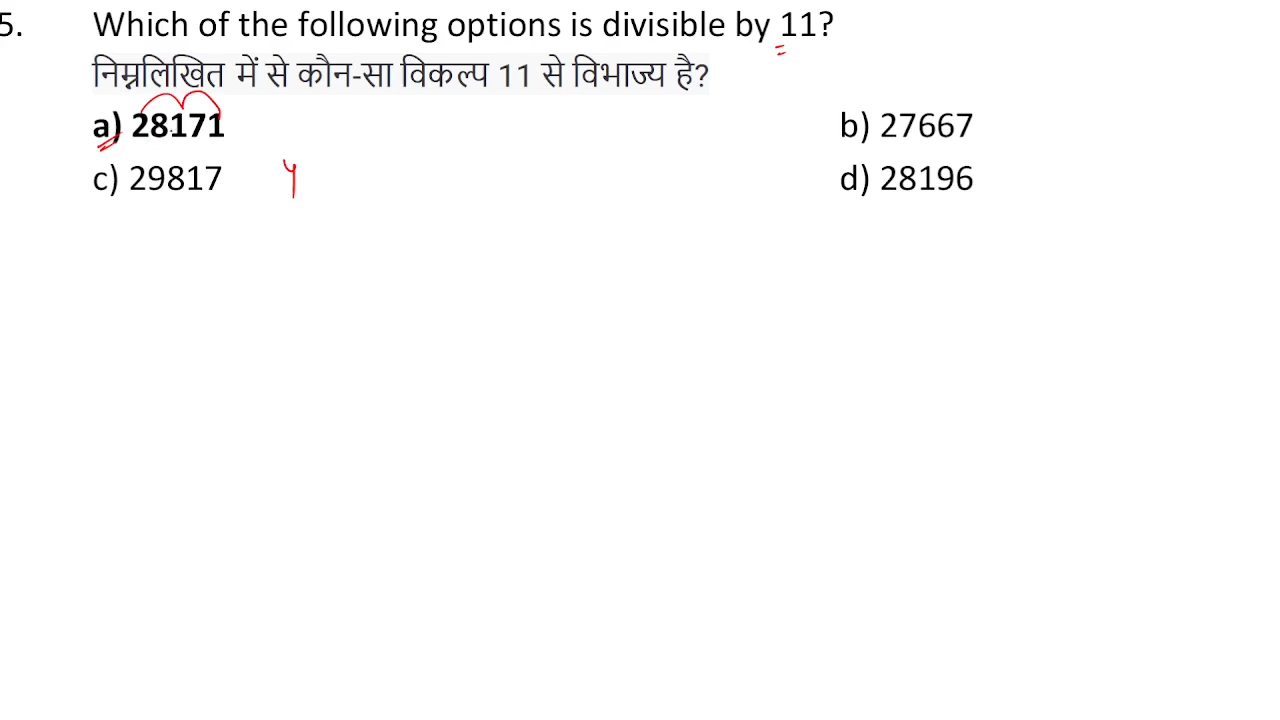 5. Which of the following options is divisible by 11?
निम्नलिखित में से कौन-सा विकल्प 11 से विभाज्य है?
a) 28171 b) 27667
c) 29817 d) 28196